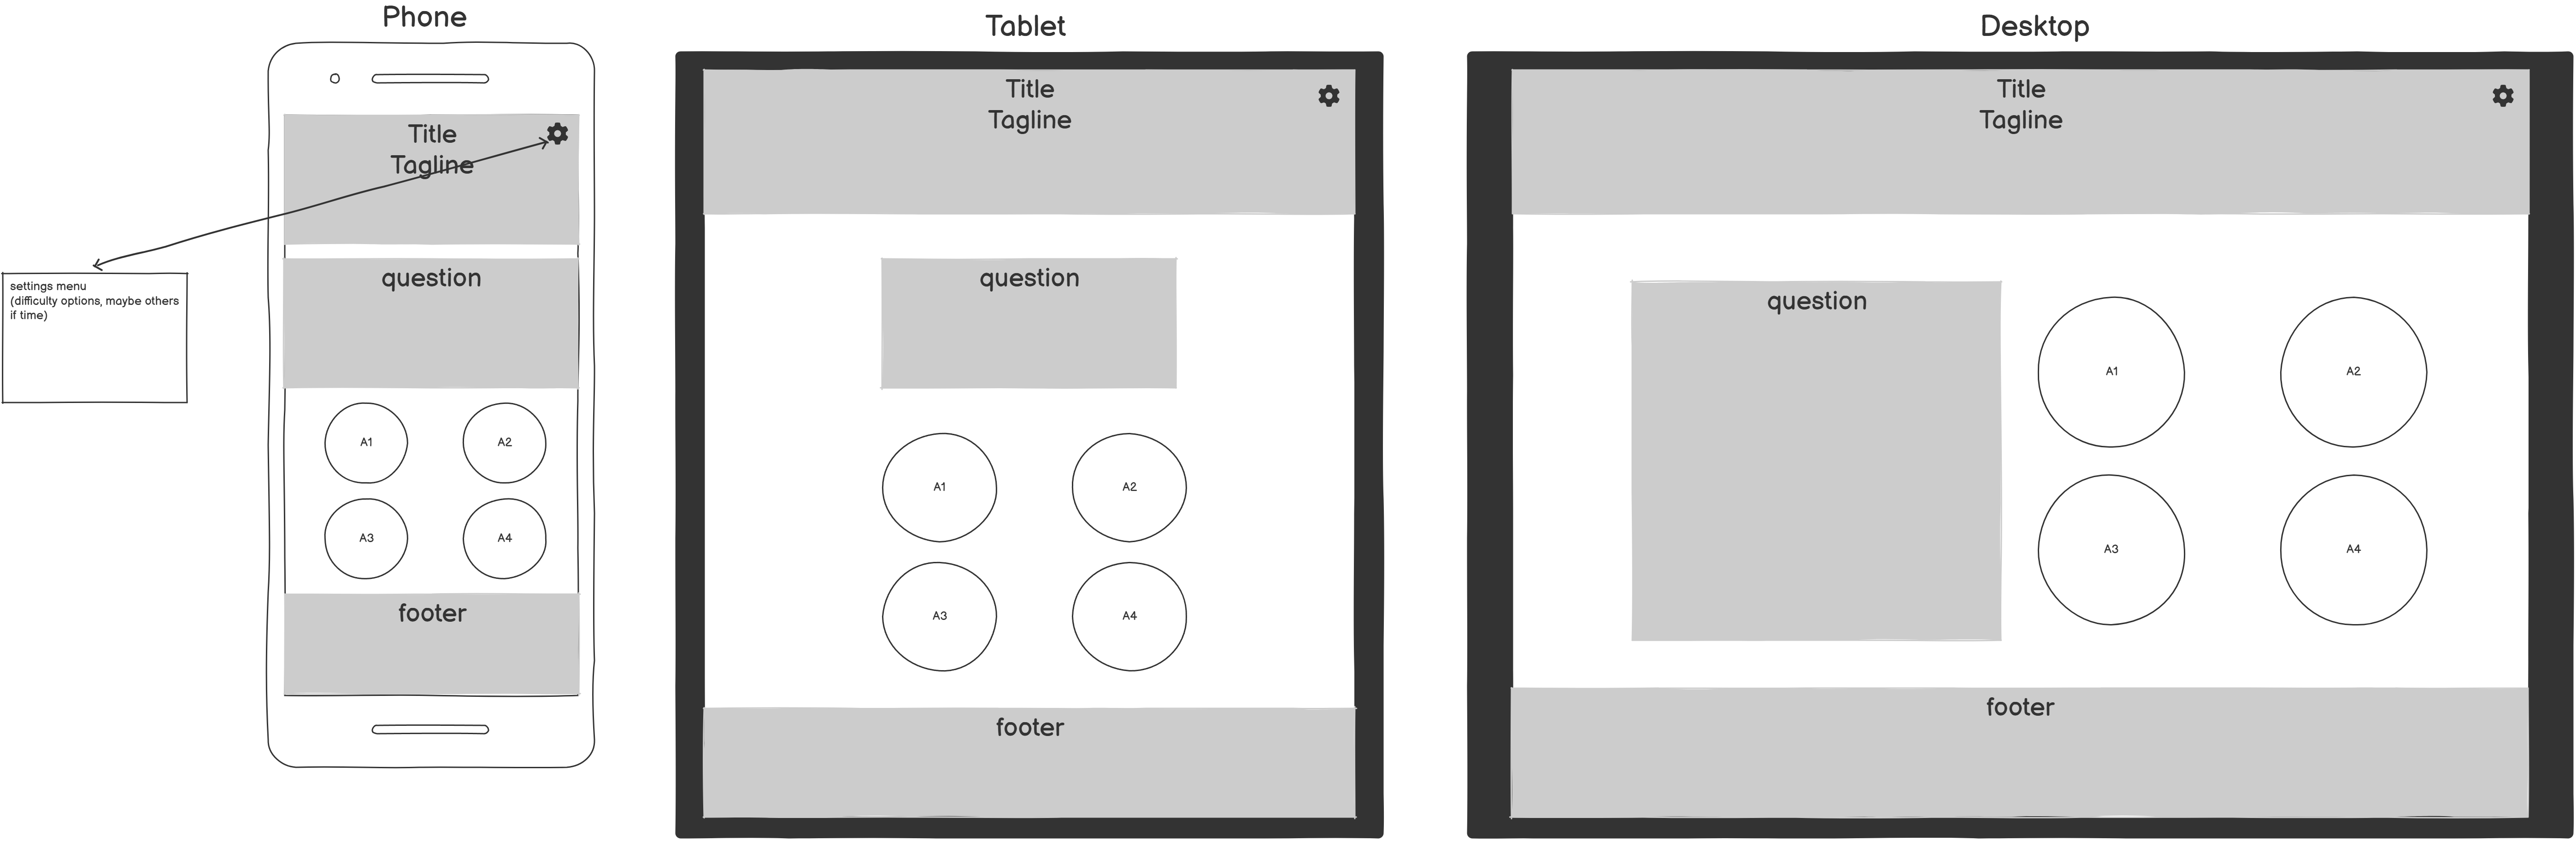 Phone
Title
Tagline
settings menu
(difficulty options, maybe others
if time)
question
A1
A2
A3
A4
footer
Tablet
Title
Tagline
question
A1
A2
A3
A4
footer
Desktop
Title
Tagline
question
A1
A2
A3
A4
footer